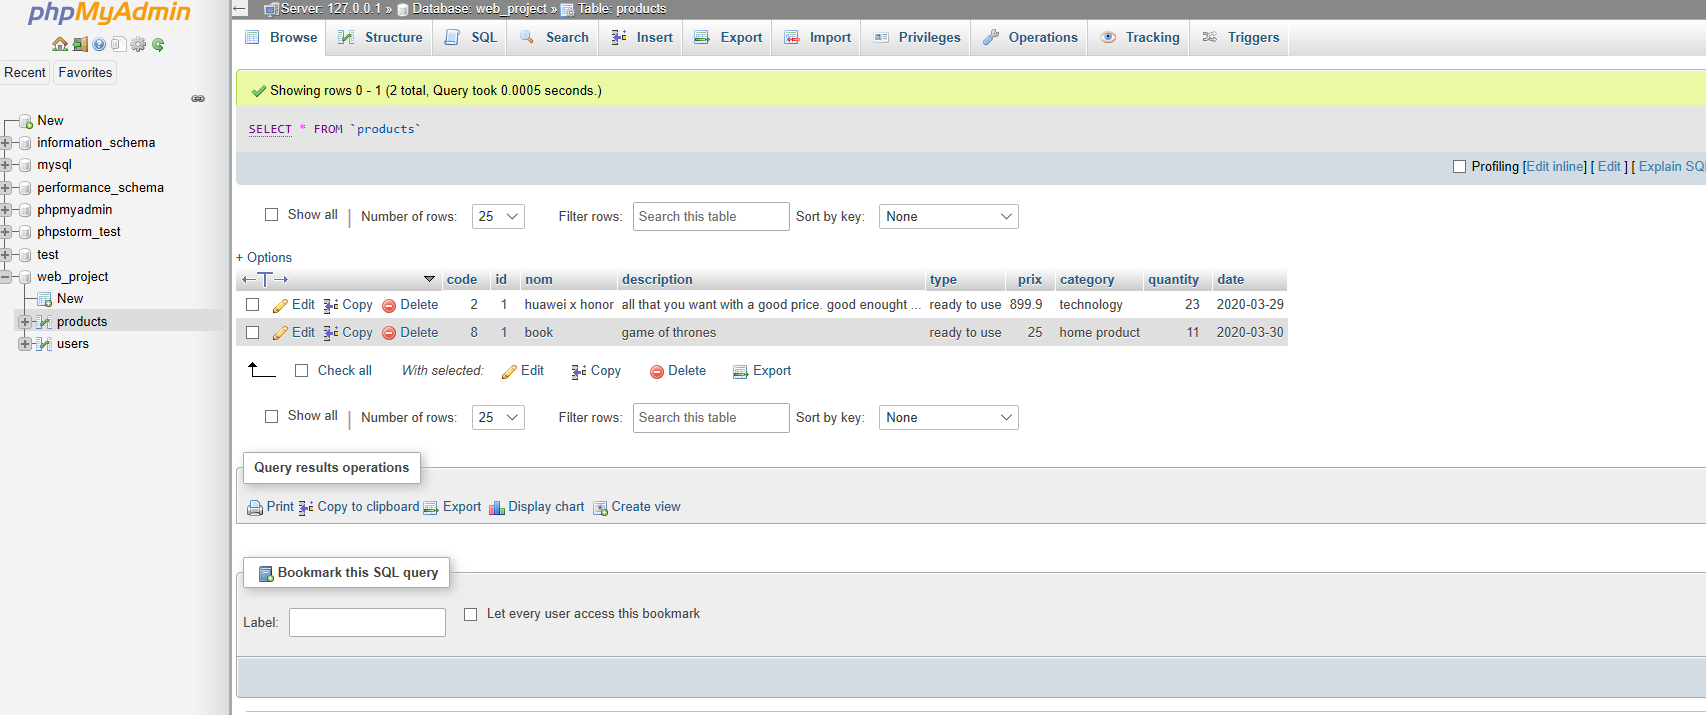 phpMyAdmin
Recent Favorites
New
information_schema
mysql
performance_schema
phpmyadmin
phpstorm_test
test
web_project
New
products
users
Server: 127.0.0.1 » Database: web_project » Table: products
Browse Structure SQL Search Insert Export Import Privileges Operations Tracking Triggers
Showing rows 0 - 1 (2 total, Query took 0.0005 seconds.)
SELECT * FROM `products`
Profiling [Edit inline] [ Edit ] [ Explain SQ
Show all | Number of rows: 25 Filter rows: Search this table Sort by key: None
+ Options
←T→ code id nom description type prix category quantity date
Edit Copy Delete 2 1 huawei x honor all that you want with a good price. good enought ... ready to use 899.9 technology 23 2020-03-29
Edit Copy Delete 8 1 book game of thrones ready to use 25 home product 11 2020-03-30
Check all With selected: Edit Copy Delete Export
Show all | Number of rows: 25 Filter rows: Search this table Sort by key: None
Query results operations
Print Copy to clipboard Export Display chart Create view
Bookmark this SQL query
Label: Let every user access this bookmark